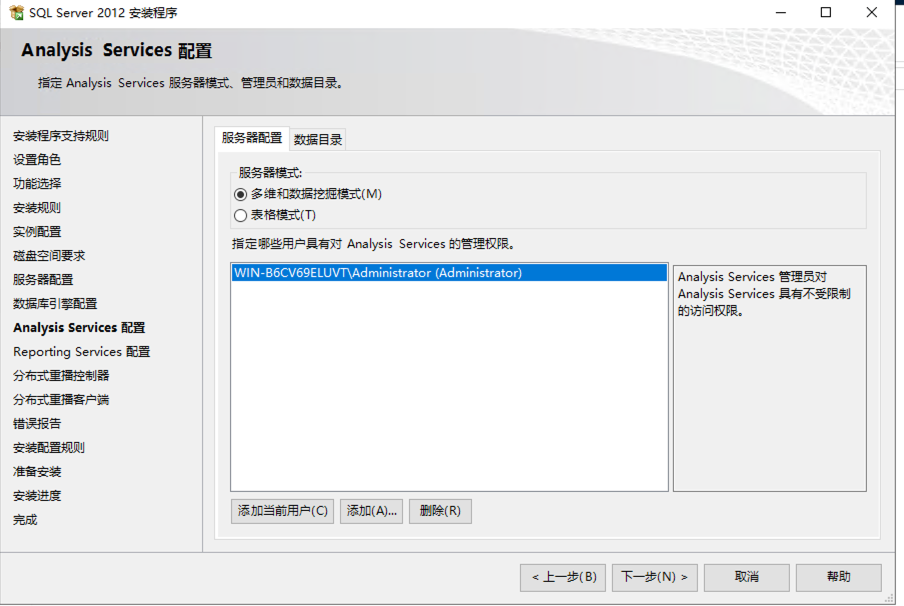 SQL Server 2012 安装程序
Analysis Services 配置
指定 Analysis Services 服务器模式、管理员和数据目录。
安装程序支持规则
设置角色
功能选择
安装规则
实例配置
磁盘空间要求
服务器配置
数据库引擎配置
Analysis Services 配置
Reporting Services 配置
分布式重播控制器
分布式重播客户端
错误报告
安装配置规则
准备安装
安装进度
完成
服务器配置 数据目录
服务器模式:
多维和数据挖掘模式(M)
表格模式(T)
指定哪些用户具有对 Analysis Services 的管理权限。
WIN-B6CV69ELUVT\Administrator (Administrator)
Analysis Services 管理员对
Analysis Services 具有不受限制
的访问权限。
添加当前用户(C) 添加(A)... 删除(R)
< 上一步(B) 下一步(N) > 取消 帮助